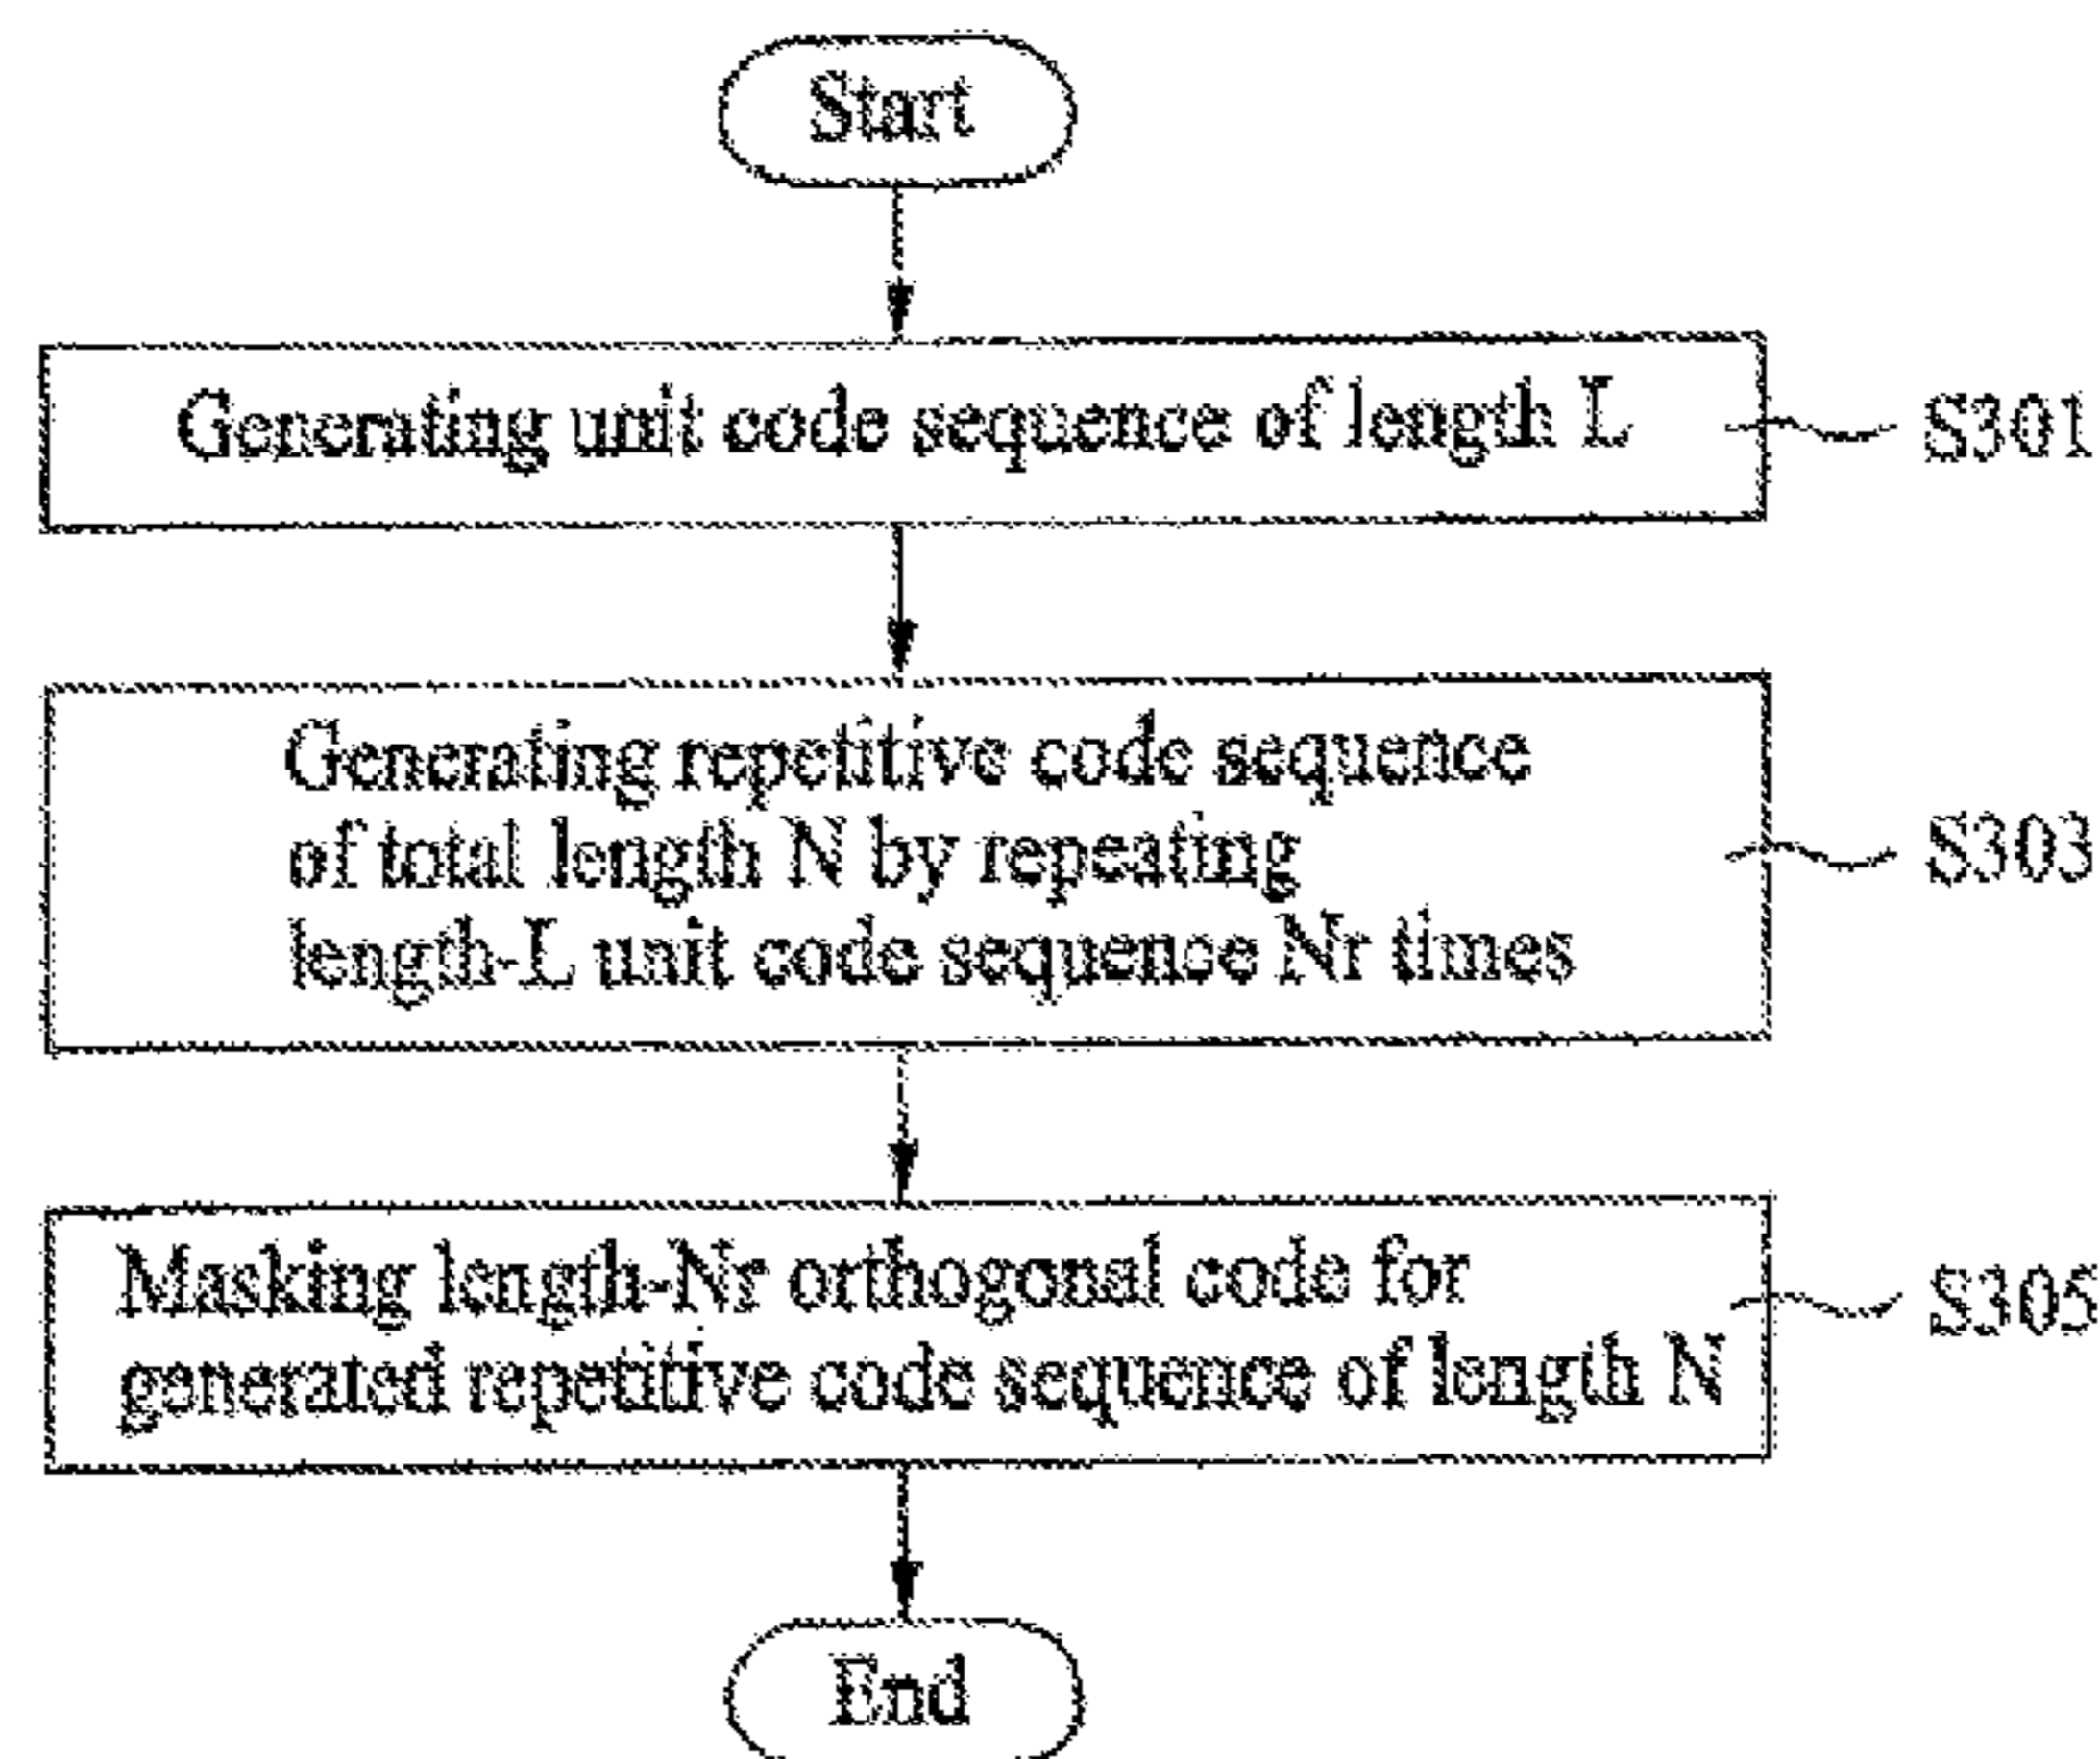 Start
Generating unit code sequence of length L
S301
Generating repetitive code sequence
of total length N by repeating
length-L unit code sequence Nr times
S303
Masking length-Nr orthogonal code for
generated repetitive code sequence of length N
S305
End